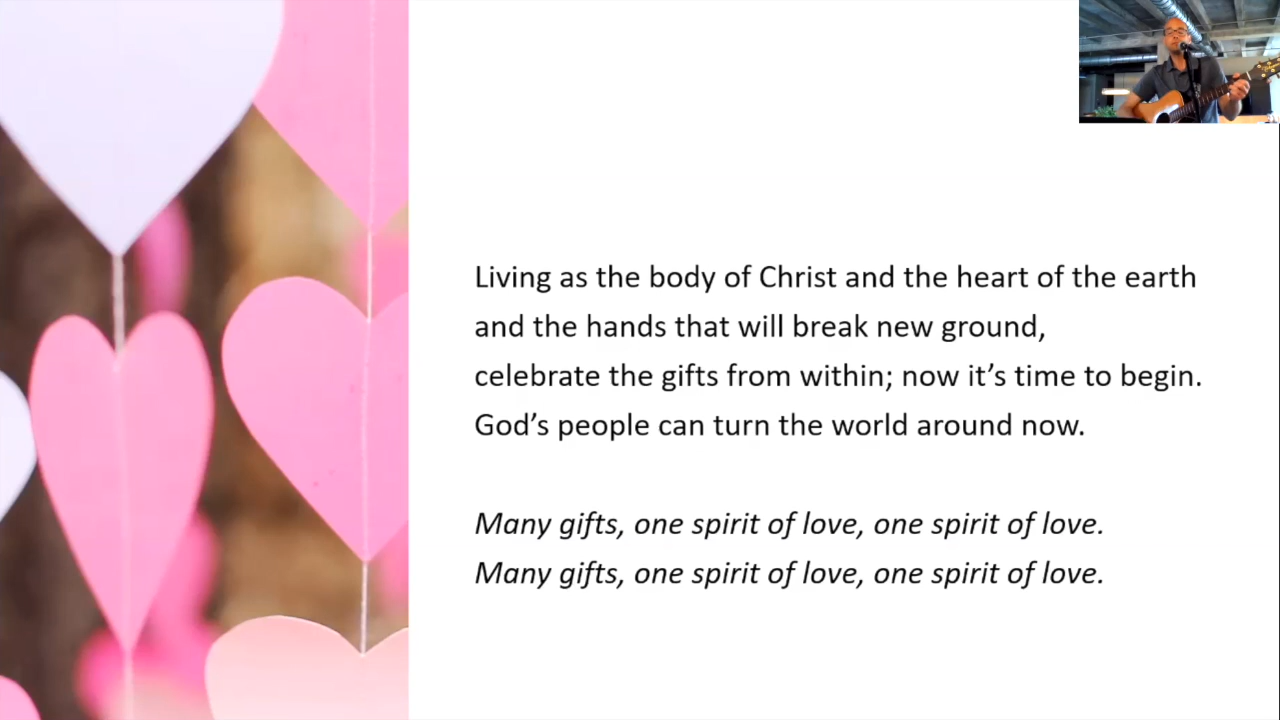 Living as the body of Christ and the heart of the earth
and the hands that will break new ground,
celebrate the gifts from within; now it’s time to begin.
God’s people can turn the world around now.
Many gifts, one spirit of love, one spirit of love.
Many gifts, one spirit of love, one spirit of love.